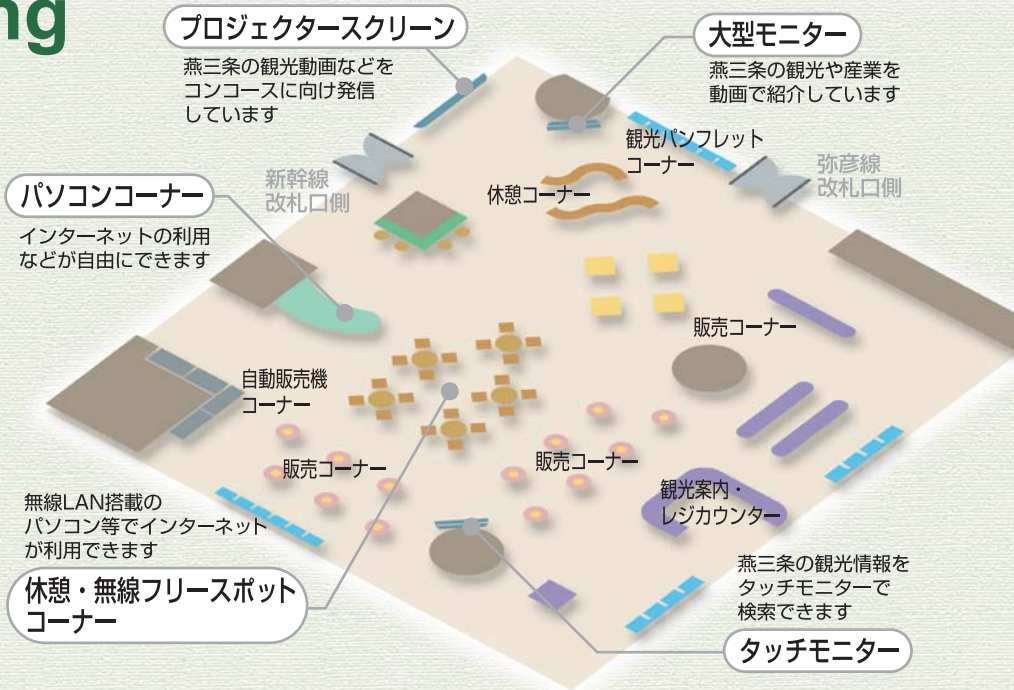 ng
プロジェクタースクリーン
燕三条の観光動画などを
コンコースに向け発信
しています
大型モニター
燕三条の観光や産業を
動画で紹介しています
観光パンフレット
コーナー
弥彦線
改札口側
新幹線
改札口側
休憩コーナー
パソコンコーナー
インターネットの利用
などが自由にできます
販売コーナー
自動販売機
コーナー
販売コーナー
販売コーナー
観光案内・
レジカウンター
無線LAN搭載の
パソコン等でインターネット
が利用できます
休憩・無線フリースポット
コーナー
燕三条の観光情報を
タッチモニターで
検索できます
タッチモニター